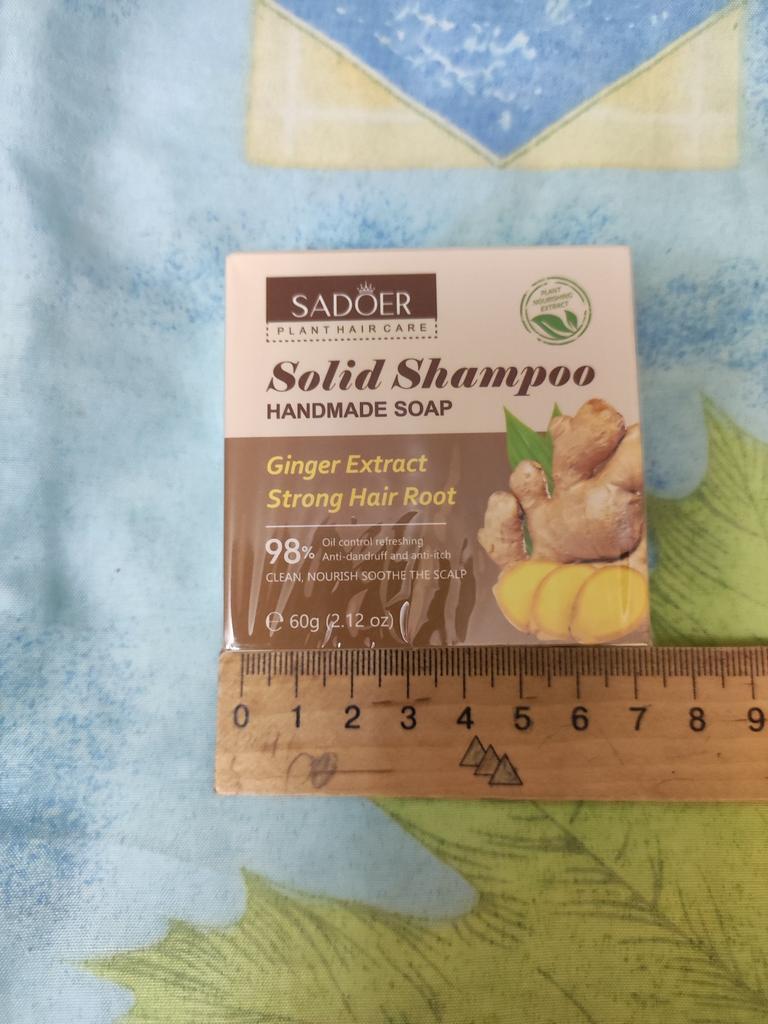 SADOER
PLANT HAIR CARE
PLANT
NOURISHING
EXTRACT
Solid Shampoo
HANDMADE SOAP
Ginger Extract
Strong Hair Root
98% Oil control refreshing
Anti-dandruff and anti-itch
CLEAN, NOURISH SOOTHE THE SCALP
℮ 60g (2.12 oz)
0 1 2 3 4 5 6 7 8 9